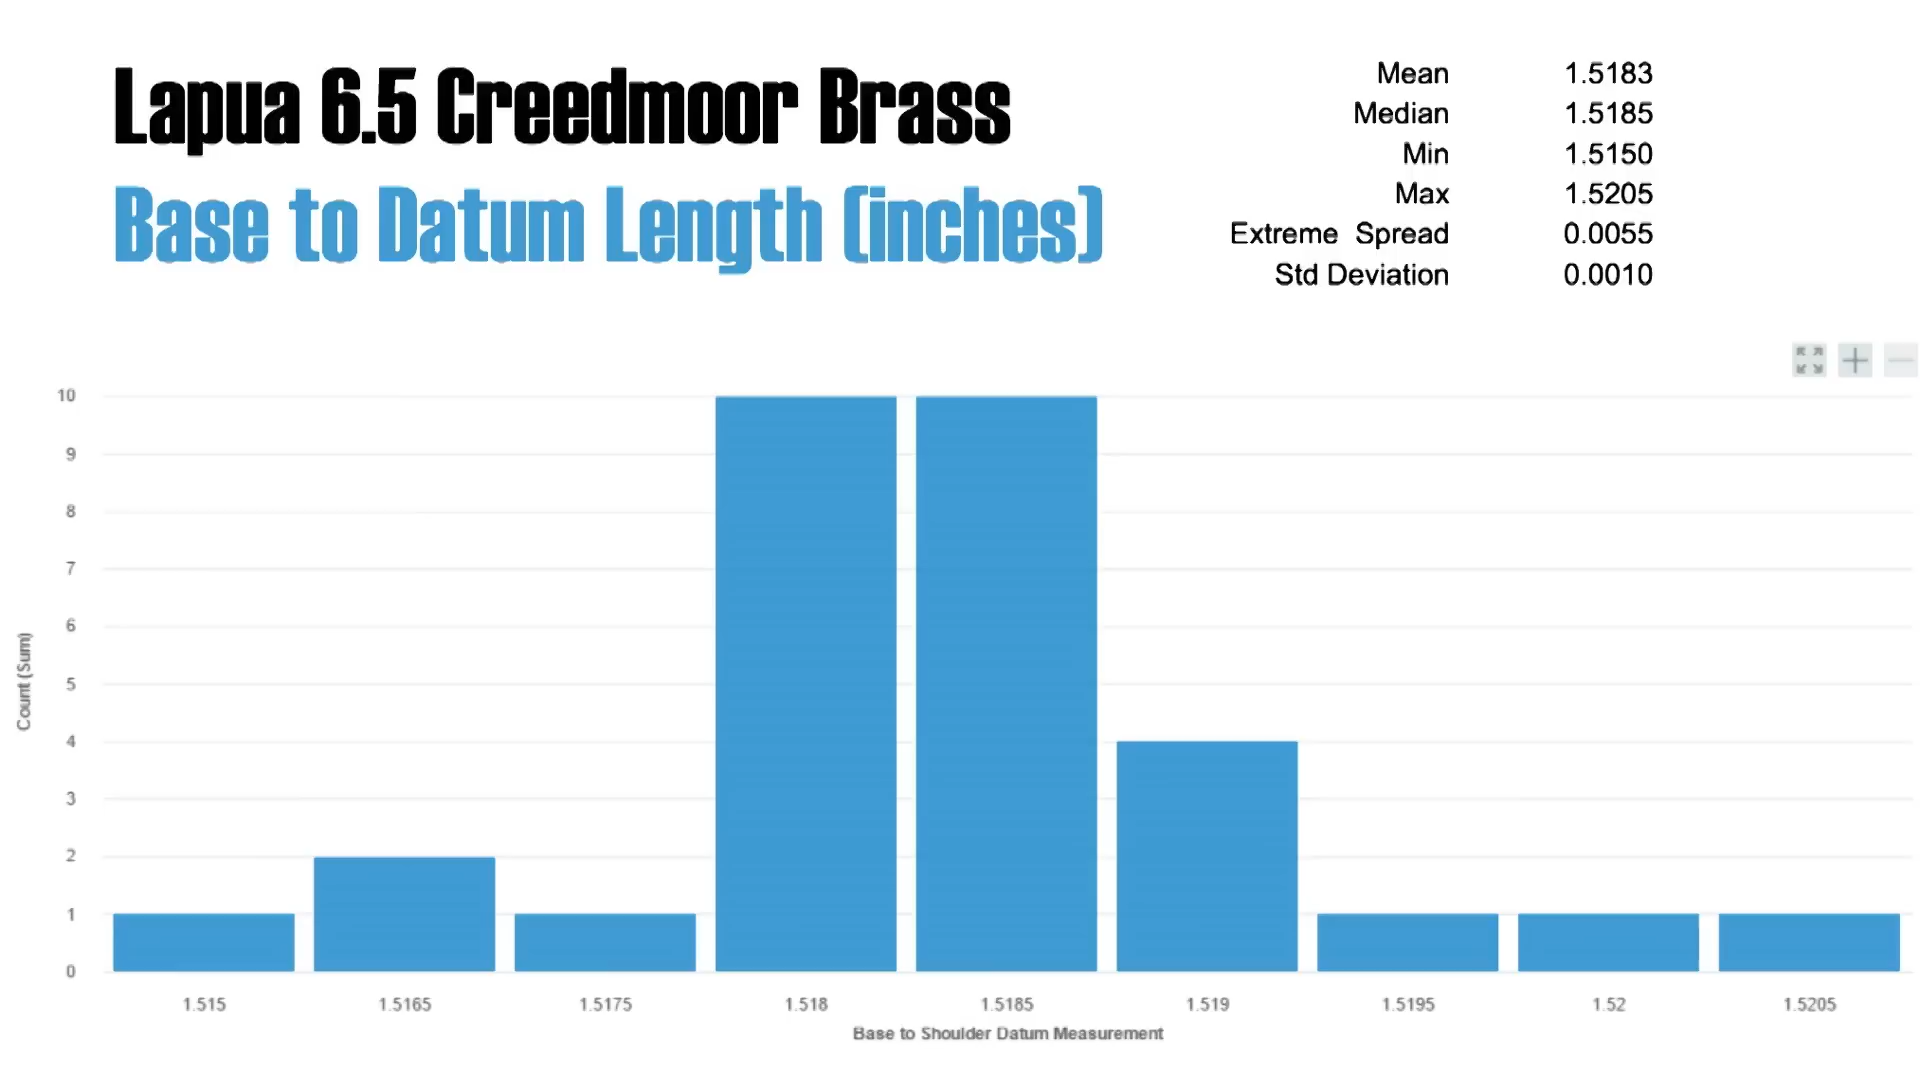 Lapua 6.5 Creedmoor Brass
Base to Datum Length (inches)
Mean 1.5183
Median 1.5185
Min 1.5150
Max 1.5205
Extreme Spread 0.0055
Std Deviation 0.0010
10
9
8
7
6
5
4
3
2
1
0
Count (Sum)
1.515 1.5165 1.5175 1.518 1.5185 1.519 1.5195 1.52 1.5205
Base to Shoulder Datum Measurement